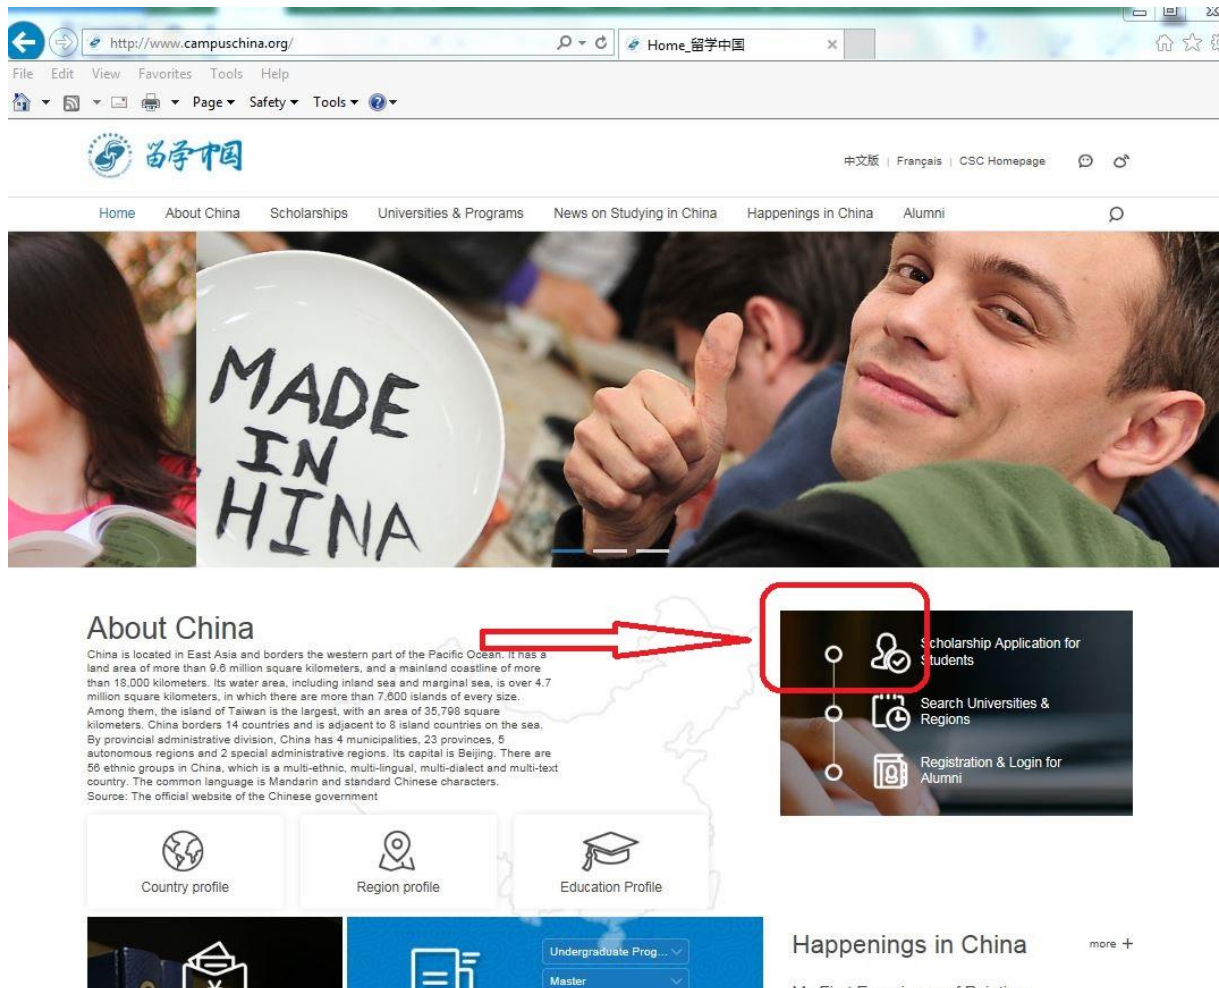 http://www.campuschina.org/
Home_留学中国
File Edit View Favorites Tools Help
Page Safety Tools
留学中国
中文版 | Français | CSC Homepage
Home About China Scholarships Universities & Programs News on Studying in China Happenings in China Alumni
MADE
IN
HINA
About China
China is located in East Asia and borders the western part of the Pacific Ocean. It has a
land area of more than 9.6 million square kilometers, and a mainland coastline of more
than 18,000 kilometers. Its water area, including inland sea and marginal sea, is over 4.7
million square kilometers, in which there are more than 7,600 islands of every size.
Among them, the island of Taiwan is the largest, with an area of 35,798 square
kilometers. China borders 14 countries and is adjacent to 8 island countries on the sea.
By provincial administrative division, China has 4 municipalities, 23 provinces, 5
autonomous regions and 2 special administrative regions. Its capital is Beijing. There are
56 ethnic groups in China, which is a multi-ethnic, multi-lingual, multi-dialect and multi-text
country. The common language is Mandarin and standard Chinese characters.
Source: The official website of the Chinese government
Scholarship Application for
Students
Search Universities &
Regions
Registration & Login for
Alumni
Country profile
Region profile
Education Profile
Undergraduate Prog...
Master
Happenings in China
more +